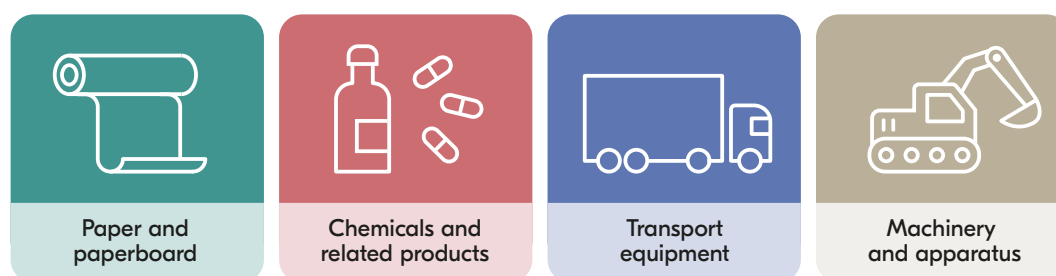 Paper and
paperboard
Chemicals and
related products
Transport
equipment
Machinery
and apparatus